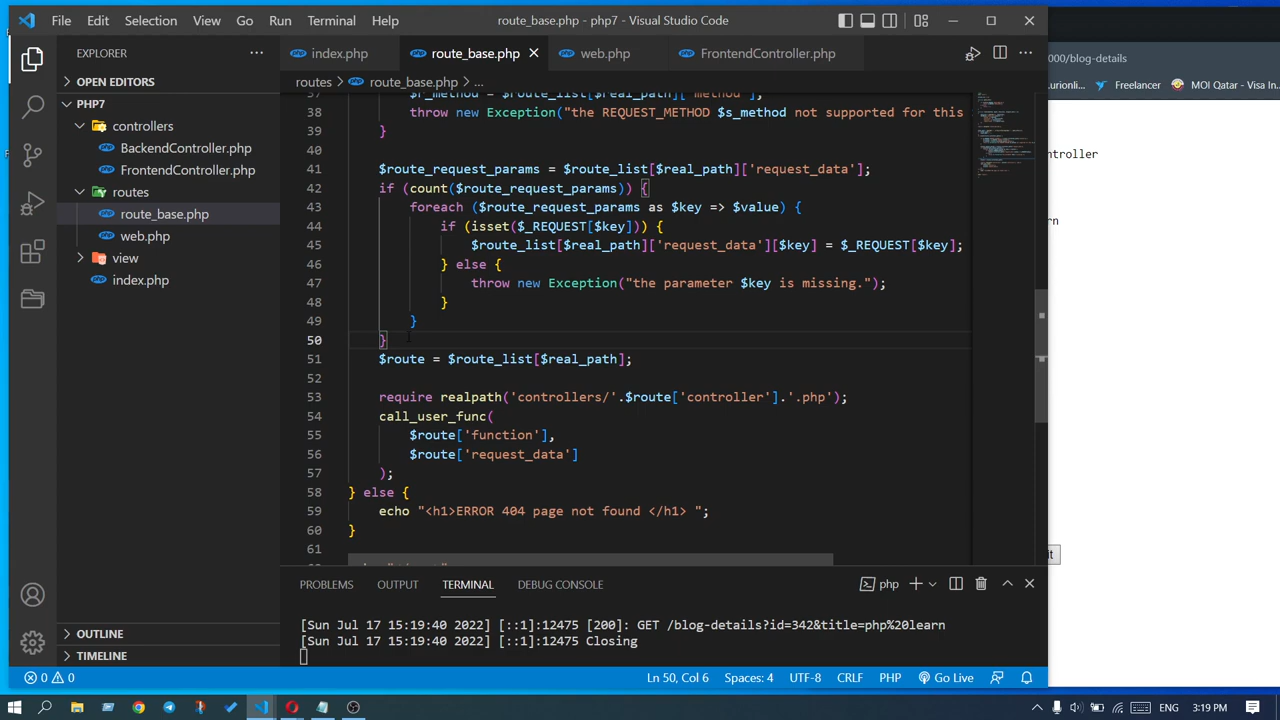 File Edit Selection View Go Run Terminal Help
route_base.php - php7 - Visual Studio Code
EXPLORER
index.php
route_base.php
web.php
FrontendController.php
OPEN EDITORS
routes > route_base.php > ...
PHP7
controllers
BackendController.php
FrontendController.php
routes
route_base.php
web.php
view
index.php
38 throw new Exception("the REQUEST_METHOD $s_method not supported for this
39 }
40
41 $route_request_params = $route_list[$real_path]['request_data'];
42 if (count($route_request_params)) {
43 foreach ($route_request_params as $key => $value) {
44 if (isset($_REQUEST[$key])) {
45 $route_list[$real_path]['request_data'][$key] = $_REQUEST[$key];
46 } else {
47 throw new Exception("the parameter $key is missing.");
48 }
49 }
50 }
51 $route = $route_list[$real_path];
52
53 require realpath('controllers/'.$route['controller'].'.php');
54 call_user_func(
55 $route['function'],
56 $route['request_data']
57 );
58 } else {
59 echo "<h1>ERROR 404 page not found </h1> ";
60 }
61
PROBLEMS OUTPUT TERMINAL DEBUG CONSOLE
php
[Sun Jul 17 15:19:40 2022] [::1]:12475 [200]: GET /blog-details?id=342&title=php%20learn
[Sun Jul 17 15:19:40 2022] [::1]:12475 Closing
OUTLINE
TIMELINE
0 0
Ln 50, Col 6 Spaces: 4 UTF-8 CRLF PHP Go Live
000/blog-details
urionli... Freelancer MOI Qatar - Visa In
ontroller
rn
it
ENG 3:19 PM